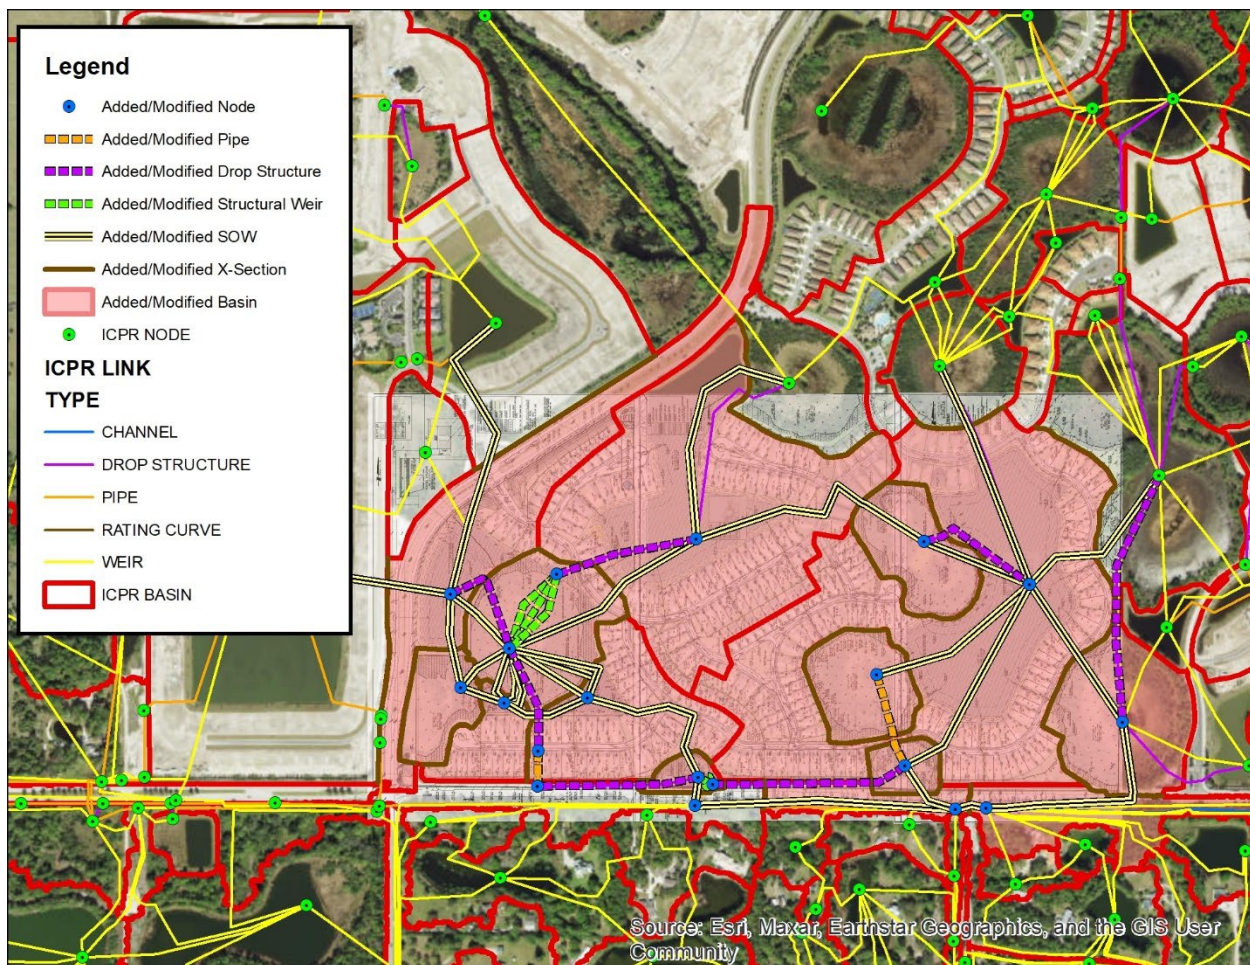 Legend
Added/Modified Node
Added/Modified Pipe
Added/Modified Drop Structure
Added/Modified Structural Weir
Added/Modified SOW
Added/Modified X-Section
Added/Modified Basin
ICPR NODE
ICPR LINK
TYPE
CHANNEL
DROP STRUCTURE
PIPE
RATING CURVE
WEIR
ICPR BASIN
Source: Esri, Maxar, Earthstar Geographics, and the GIS User
Community